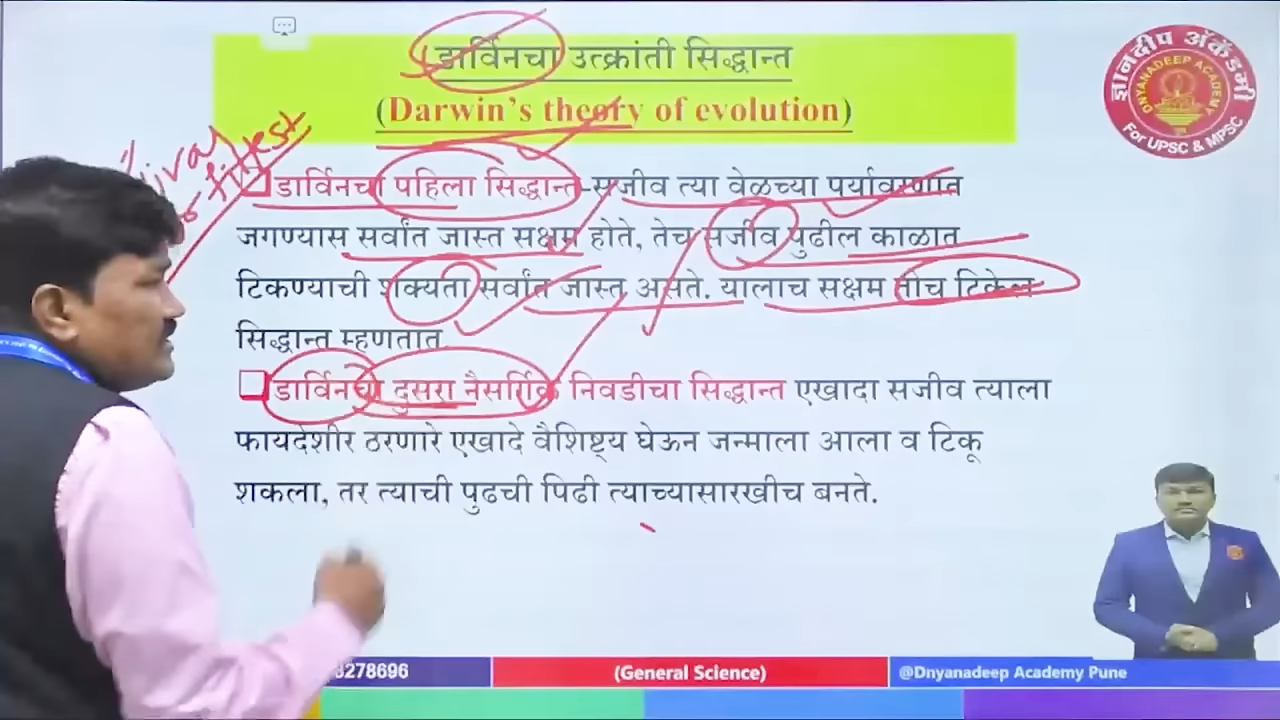 डार्विनचा उत्क्रांती सिद्धान्त
(Darwin's theory of evolution)
fittest
डार्विनचा पहिला सिद्धान्त-सजीव त्या वेळच्या पर्यावरणात
जगण्यास सर्वांत जास्त सक्षम होते, तेच सजीव पुढील काळात
टिकण्याची शक्यता सर्वांत जास्त असते. यालाच सक्षम तीच टिकेल
सिद्धान्त म्हणतात
डार्विनचा दुसरा नैसर्गिक निवडीचा सिद्धान्त एखादा सजीव त्याला
फायदेशीर ठरणारे एखादे वैशिष्ट्य घेऊन जन्माला आला व टिकू
शकला, तर त्याची पुढची पिढी त्याच्यासारखीच बनते.
ज्ञानदीप अॅकॅडमी
DNYANADEEP ACADEMY
For UPSC & MPSC
8278696
(General Science)
@Dnyanadeep Academy Pune